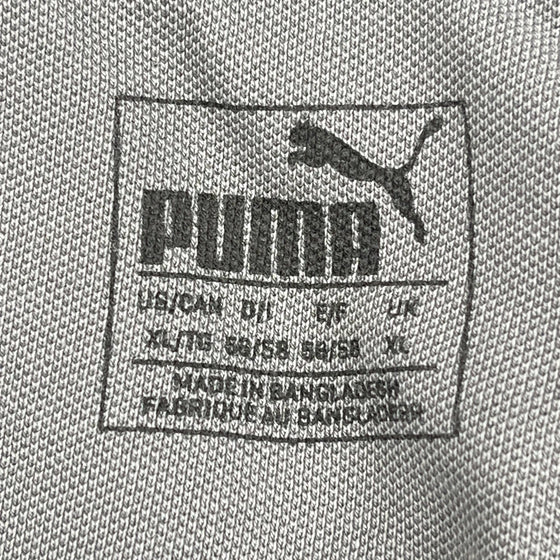 PUMA
US/CAN D/I E/F UK
XL/TG 56/58 56/58 XL
MADE IN BANGLADESH
FABRIQUE AU BANGLADESH